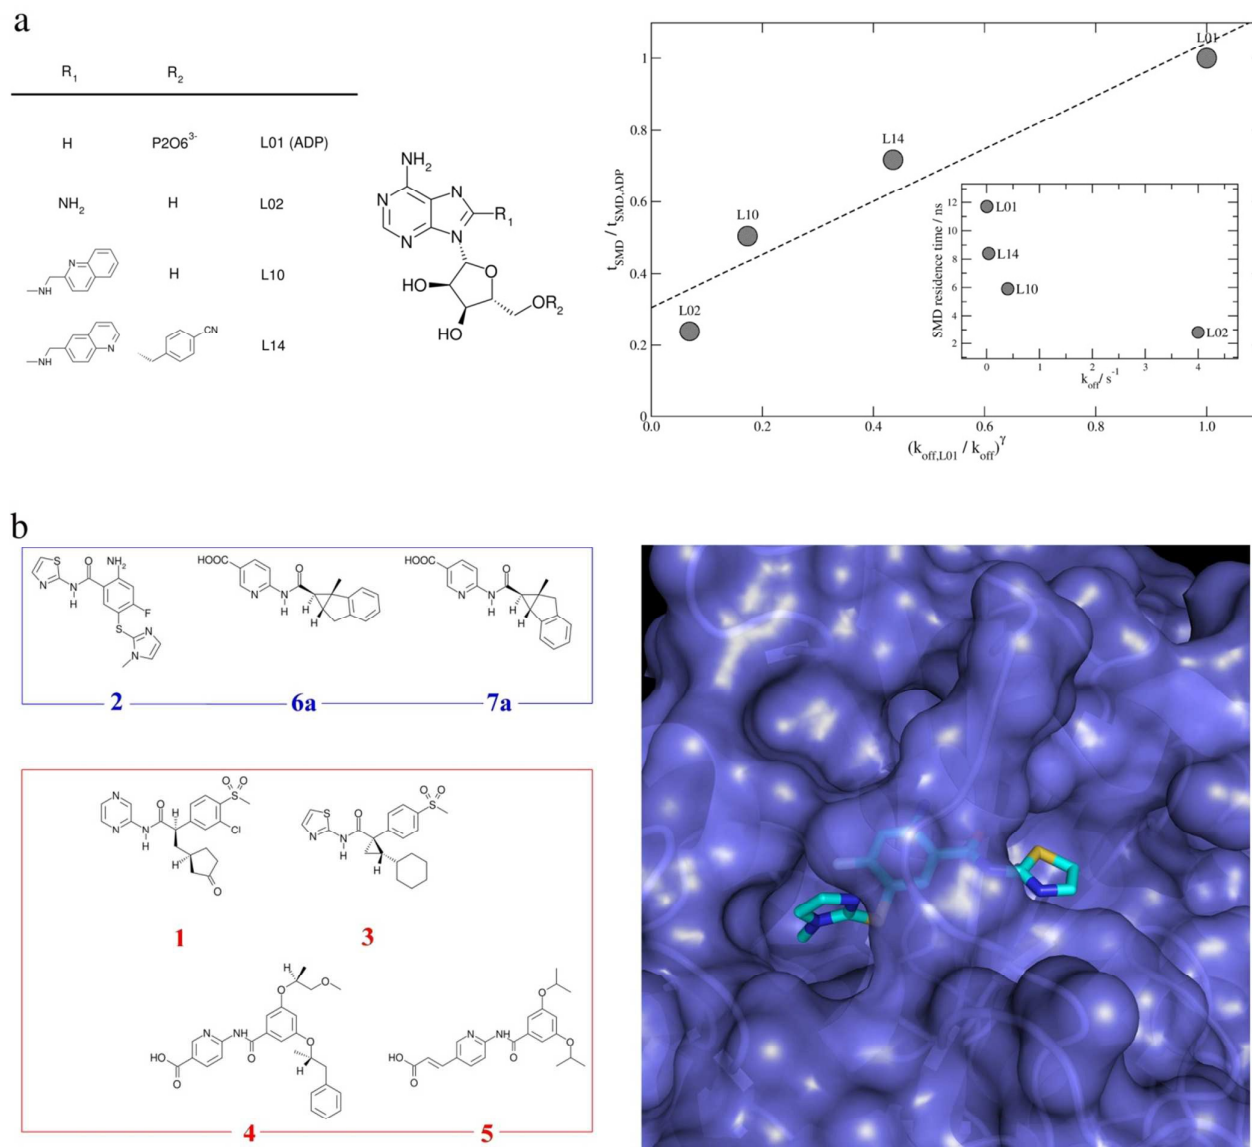 a
R1 R2
H P2O6 3- L01 (ADP)
NH2 H L02
N
NH
H L10
N
NH
CN
L14
NH2
N N
N N
R1
HO
O
OR2
HO
tSMD / tSMD,ADP
1
0.8
0.6
0.4
0.2
0
0.0 0.2 0.4 0.6 0.8 1.0
(koff,L01 / koff)γ
L01
L14
L10
L02
SMD residence time / ns
12
10
8
6
4
2
0 1 2 3 4
koff/ s-1
L01
L14
L10
L02
b
S
N
N
H
O
NH2
F
S
N
N
2
HOOC
N
N
H
O
H
6a
HOOC
N
N
H
O
H
7a
N
N
N
H
O
H
O O
S
Cl
H
O
1
S
N
N
H
O
O O
S
H
3
HO
O
N
NH
O
O
H
O
O
H
4
HO
O
N
NH
O
O
O
5